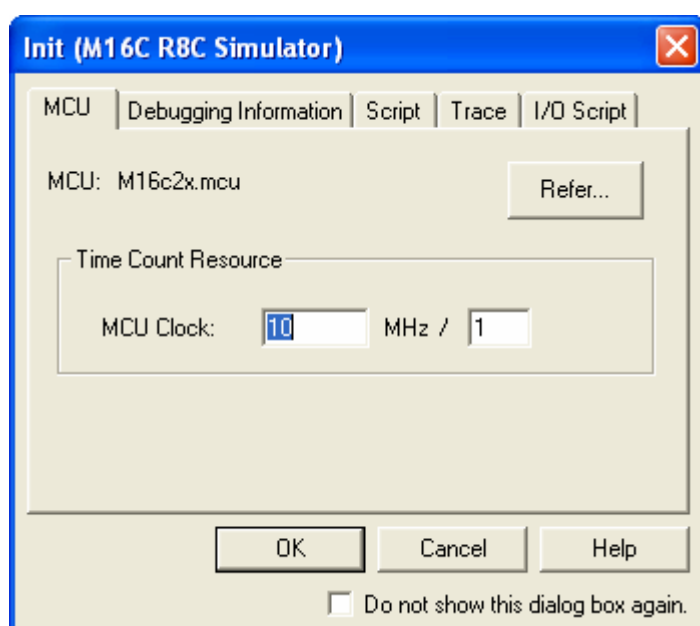 Init (M16C R8C Simulator)
MCU Debugging Information Script Trace I/O Script
MCU: M16c2x.mcu Refer...
Time Count Resource
MCU Clock: 10 MHz / 1
OK Cancel Help
Do not show this dialog box again.